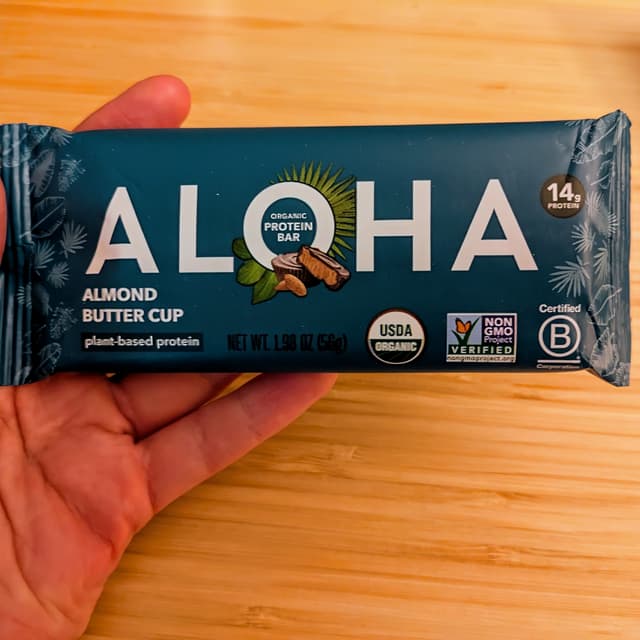 ALOHA
ORGANIC
PROTEIN
BAR
14g
PROTEIN
ALMOND
BUTTER CUP
plant-based protein
NET WT. 1.98 OZ (56g)
USDA
ORGANIC
NON
GMO
Project
VERIFIED
nongmoproject.org
Certified
B
Corporation